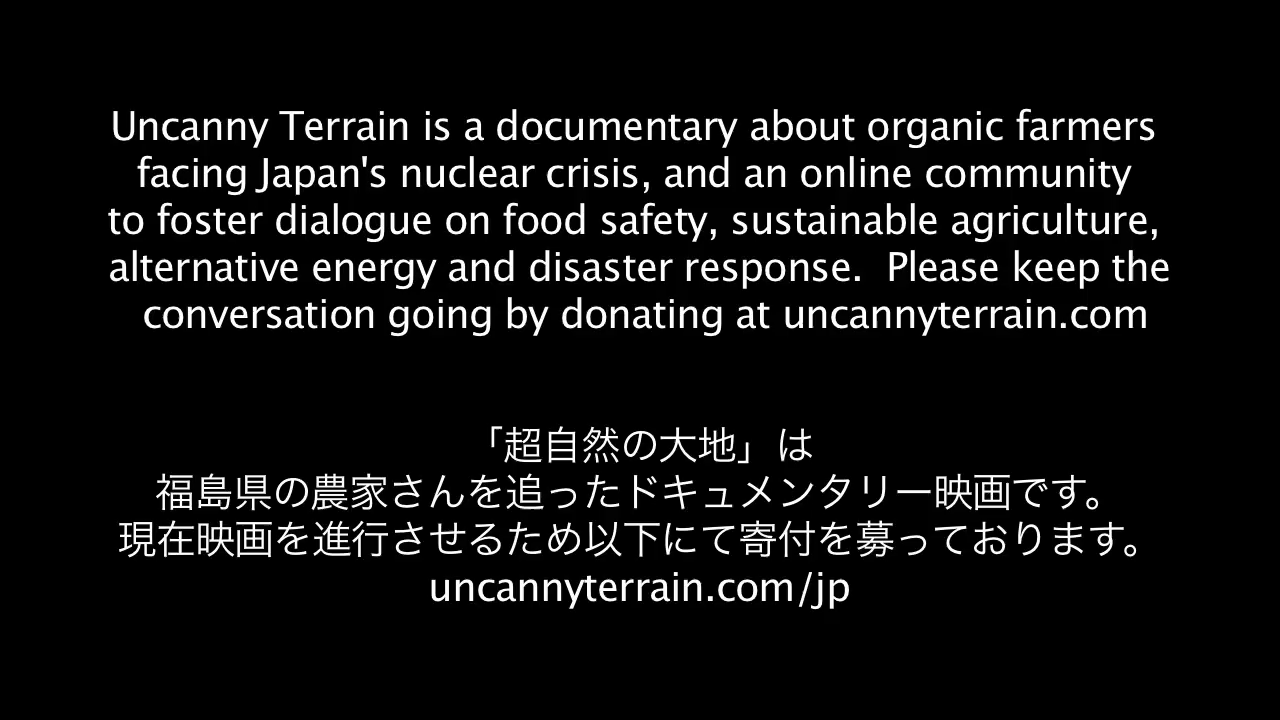 Uncanny Terrain is a documentary about organic farmers
facing Japan's nuclear crisis, and an online community
to foster dialogue on food safety, sustainable agriculture,
alternative energy and disaster response.  Please keep the
conversation going by donating at uncannyterrain.com
「超自然の大地」は
福島県の農家さんを追ったドキュメンタリー映画です。
現在映画を進行させるため以下にて寄付を募っております。
uncannyterrain.com/jp